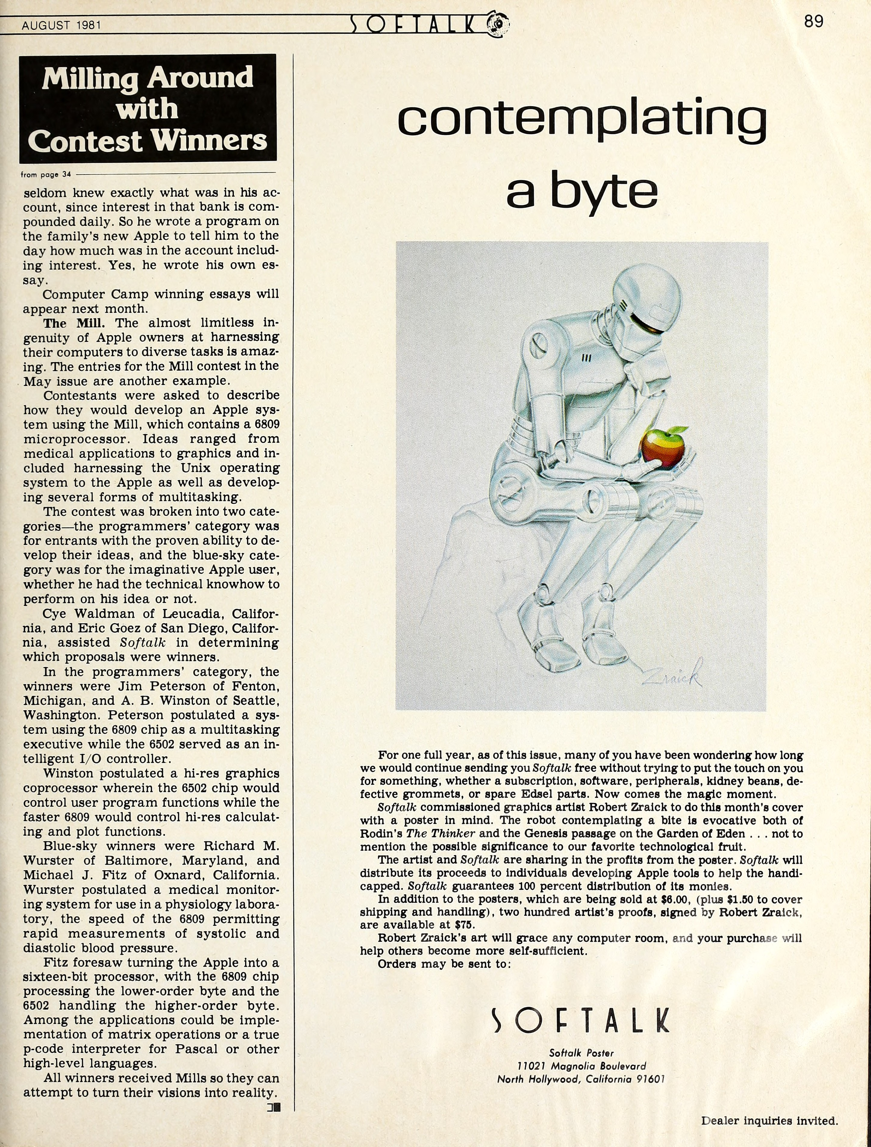 AUGUST 1981
SOFTALK
89
Milling Around
with
Contest Winners
from page 34
seldom knew exactly what was in his ac-
count, since interest in that bank is com-
pounded daily. So he wrote a program on
the family's new Apple to tell him to the
day how much was in the account includ-
ing interest. Yes, he wrote his own es-
say.
Computer Camp winning essays will
appear next month.
The Mill. The almost limitless in-
genuity of Apple owners at harnessing
their computers to diverse tasks is amaz-
ing. The entries for the Mill contest in the
May issue are another example.
Contestants were asked to describe
how they would develop an Apple sys-
tem using the Mill, which contains a 6809
microprocessor. Ideas ranged from
medical applications to graphics and in-
cluded harnessing the Unix operating
system to the Apple as well as develop-
ing several forms of multitasking.
The contest was broken into two cate-
gories—the programmers' category was
for entrants with the proven ability to de-
velop their ideas, and the blue-sky cate-
gory was for the imaginative Apple user,
whether he had the technical knowhow to
perform on his idea or not.
Cye Waldman of Leucadia, Califor-
nia, and Eric Goez of San Diego, Califor-
nia, assisted Softalk in determining
which proposals were winners.
In the programmers' category, the
winners were Jim Peterson of Fenton,
Michigan, and A. B. Winston of Seattle,
Washington. Peterson postulated a sys-
tem using the 6809 chip as a multitasking
executive while the 6502 served as an in-
telligent I/O controller.
Winston postulated a hi-res graphics
coprocessor wherein the 6502 chip would
control user program functions while the
faster 6809 would control hi-res calculat-
ing and plot functions.
Blue-sky winners were Richard M.
Wurster of Baltimore, Maryland, and
Michael J. Fitz of Oxnard, California.
Wurster postulated a medical monitor-
ing system for use in a physiology labora-
tory, the speed of the 6809 permitting
rapid measurements of systolic and
diastolic blood pressure.
Fitz foresaw turning the Apple into a
sixteen-bit processor, with the 6809 chip
processing the lower-order byte and the
6502 handling the higher-order byte.
Among the applications could be imple-
mentation of matrix operations or a true
p-code interpreter for Pascal or other
high-level languages.
All winners received Mills so they can
attempt to turn their visions into reality.
contemplating
a byte
Zraick
For one full year, as of this issue, many of you have been wondering how long
we would continue sending you Softalk free without trying to put the touch on you
for something, whether a subscription, software, peripherals, kidney beans, de-
fective grommets, or spare Edsel parts. Now comes the magic moment.
Softalk commissioned graphics artist Robert Zraick to do this month's cover
with a poster in mind. The robot contemplating a bite is evocative both of
Rodin's The Thinker and the Genesis passage on the Garden of Eden . . . not to
mention the possible significance to our favorite technological fruit.
The artist and Softalk are sharing in the profits from the poster. Softalk will
distribute its proceeds to individuals developing Apple tools to help the handi-
capped. Softalk guarantees 100 percent distribution of its monies.
In addition to the posters, which are being sold at $6.00, (plus $1.50 to cover
shipping and handling), two hundred artist's proofs, signed by Robert Zraick,
are available at $75.
Robert Zraick's art will grace any computer room, and your purchase will
help others become more self-sufficient.
Orders may be sent to:
SOFTALK
Softalk Poster
11021 Magnolia Boulevard
North Hollywood, California 91601
Dealer inquiries invited.